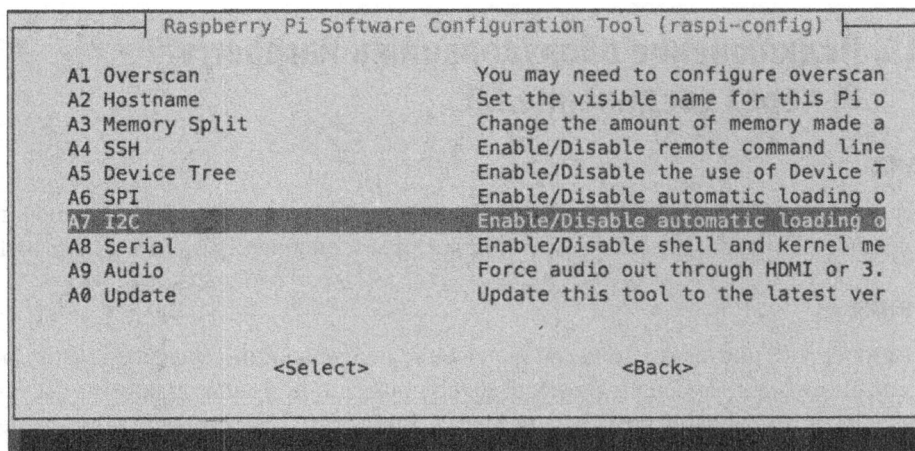 Raspberry Pi Software Configuration Tool (raspi-config)
A1 Overscan You may need to configure overscan
A2 Hostname Set the visible name for this Pi o
A3 Memory Split Change the amount of memory made a
A4 SSH Enable/Disable remote command line
A5 Device Tree Enable/Disable the use of Device T
A6 SPI Enable/Disable automatic loading o
A7 I2C Enable/Disable automatic loading o
A8 Serial Enable/Disable shell and kernel me
A9 Audio Force audio out through HDMI or 3.
A0 Update Update this tool to the latest ver
<Select> <Back>